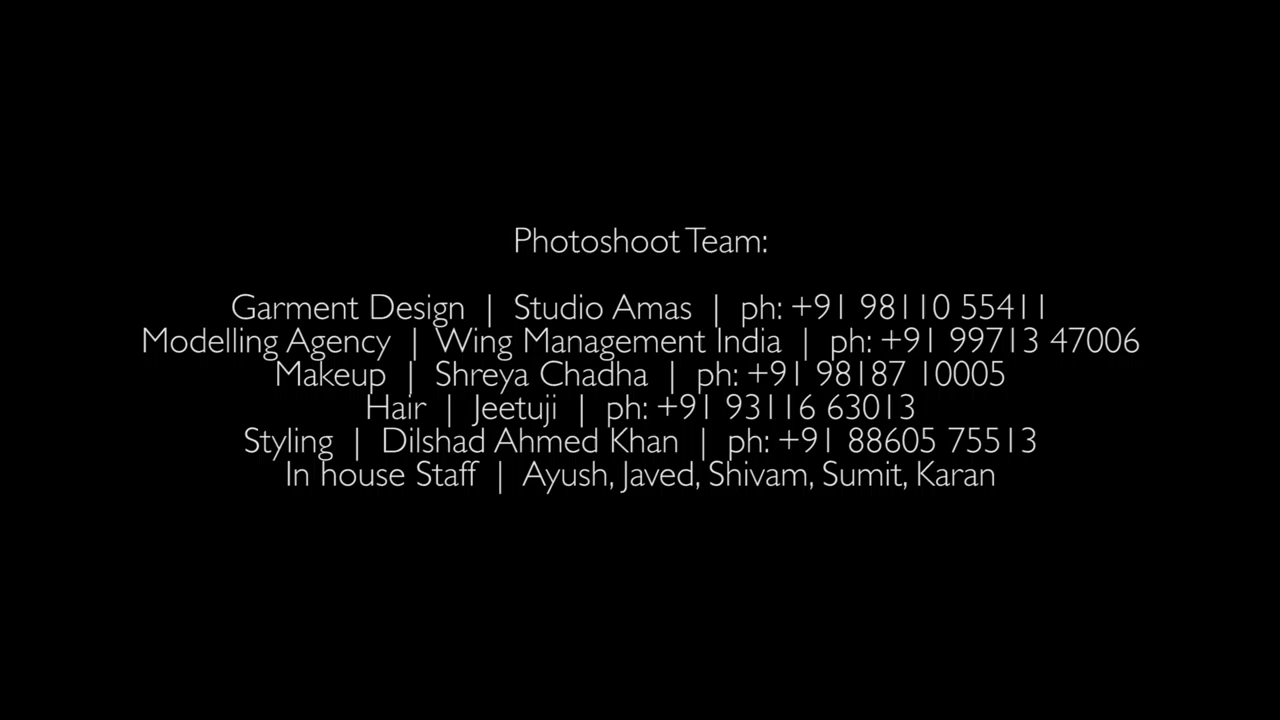 Photoshoot Team:
Garment Design | Studio Amas | ph: +91 98110 55411
Modelling Agency | Wing Management India | ph: +91 99713 47006
Makeup | Shreya Chadha | ph: +91 98187 10005
Hair | Jeetuji | ph: +91 93116 63013
Styling | Dilshad Ahmed Khan | ph: +91 88605 75513
In house Staff | Ayush, Javed, Shivam, Sumit, Karan